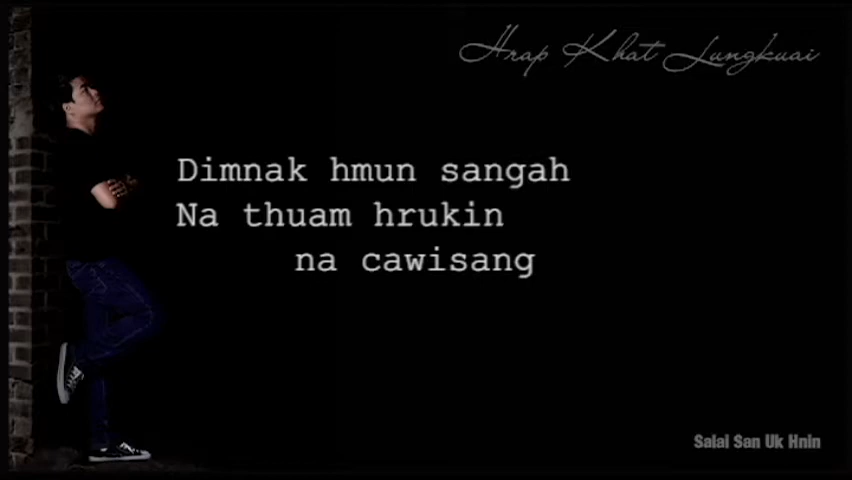 Hrap Khat Lungkuai
Dimnak hmun sangah
Na thuam hrukin
na cawisang
Salai San Uk Hnin